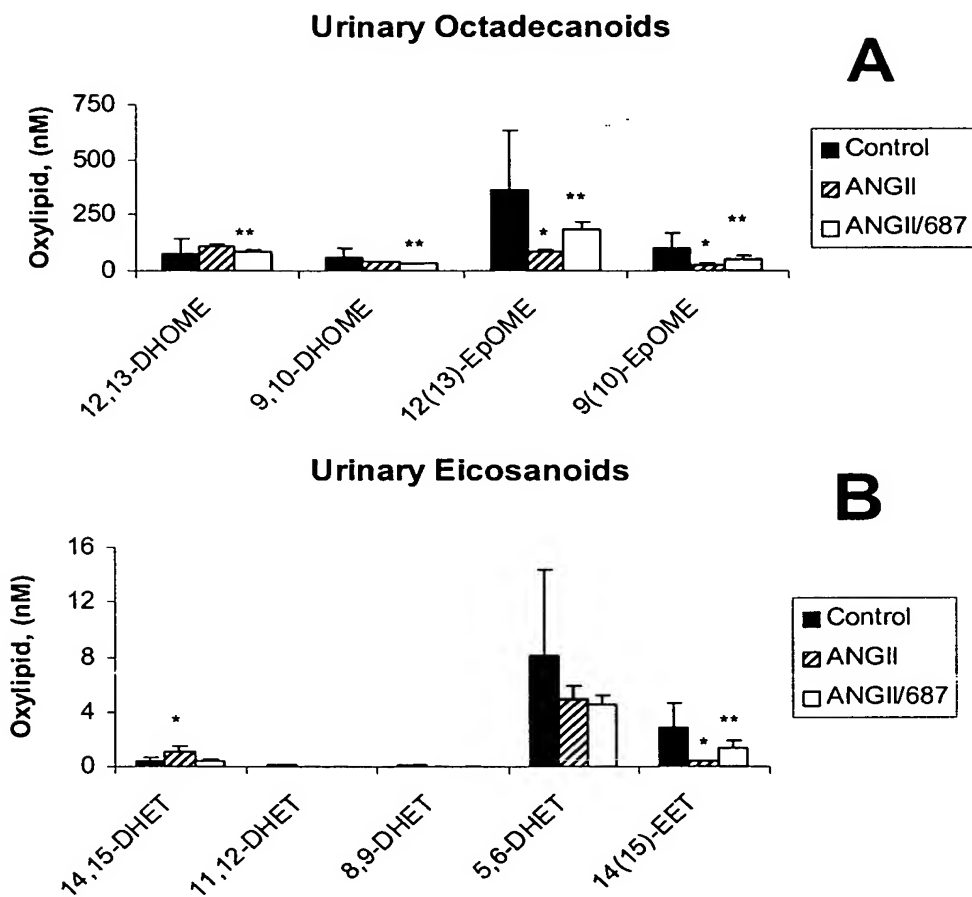 Urinary Octadecanoids
A
Oxylipid, (nM)
750
500
250
0
** ** * ** * **
12,13-DHOME
9,10-DHOME
12(13)-EpOME
9(10)-EpOME
Control
ANGII
ANGII/687
Urinary Eicosanoids
B
Oxylipid, (nM)
16
12
8
4
0
* * **
14,15-DHET
11,12-DHET
8,9-DHET
5,6-DHET
14(15)-EET
Control
ANGII
ANGII/687